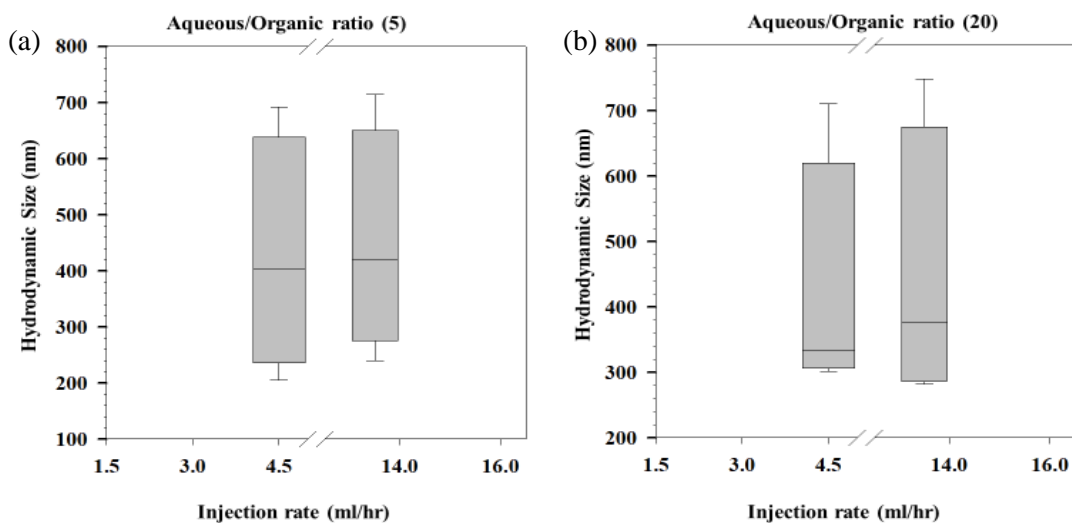 (a)
Aqueous/Organic ratio (5)
800
700
600
500
400
300
200
100
Hydrodynamic Size (nm)
1.5 3.0 4.5 14.0 16.0
Injection rate (ml/hr)
(b)
Aqueous/Organic ratio (20)
800
700
600
500
400
300
200
Hydrodynamic Size (nm)
1.5 3.0 4.5 14.0 16.0
Injection rate (ml/hr)